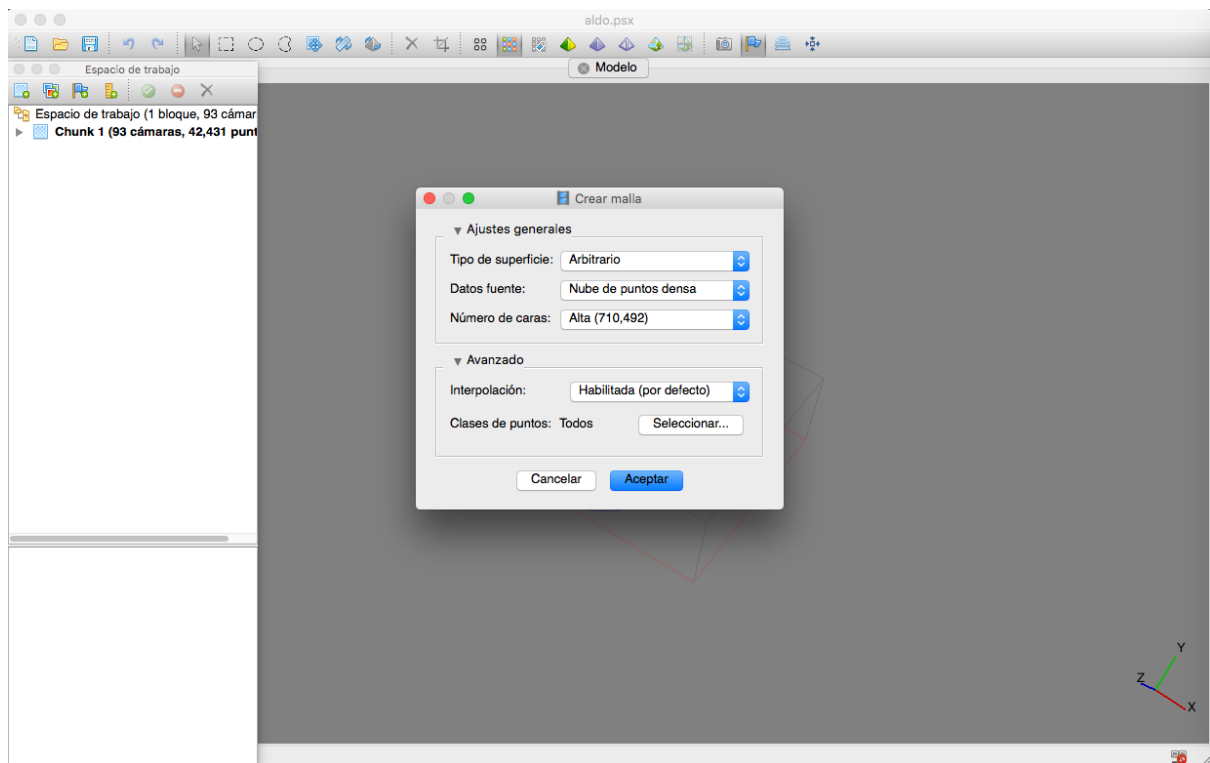 aldo.psx
Espacio de trabajo
Modelo
Espacio de trabajo (1 bloque, 93 cámar
Chunk 1 (93 cámaras, 42,431 punt
Crear malla
Ajustes generales
Tipo de superficie: Arbitrario
Datos fuente: Nube de puntos densa
Número de caras: Alta (710,492)
Avanzado
Interpolación: Habilitada (por defecto)
Clases de puntos: Todos Seleccionar...
Cancelar Aceptar
Y
Z
X